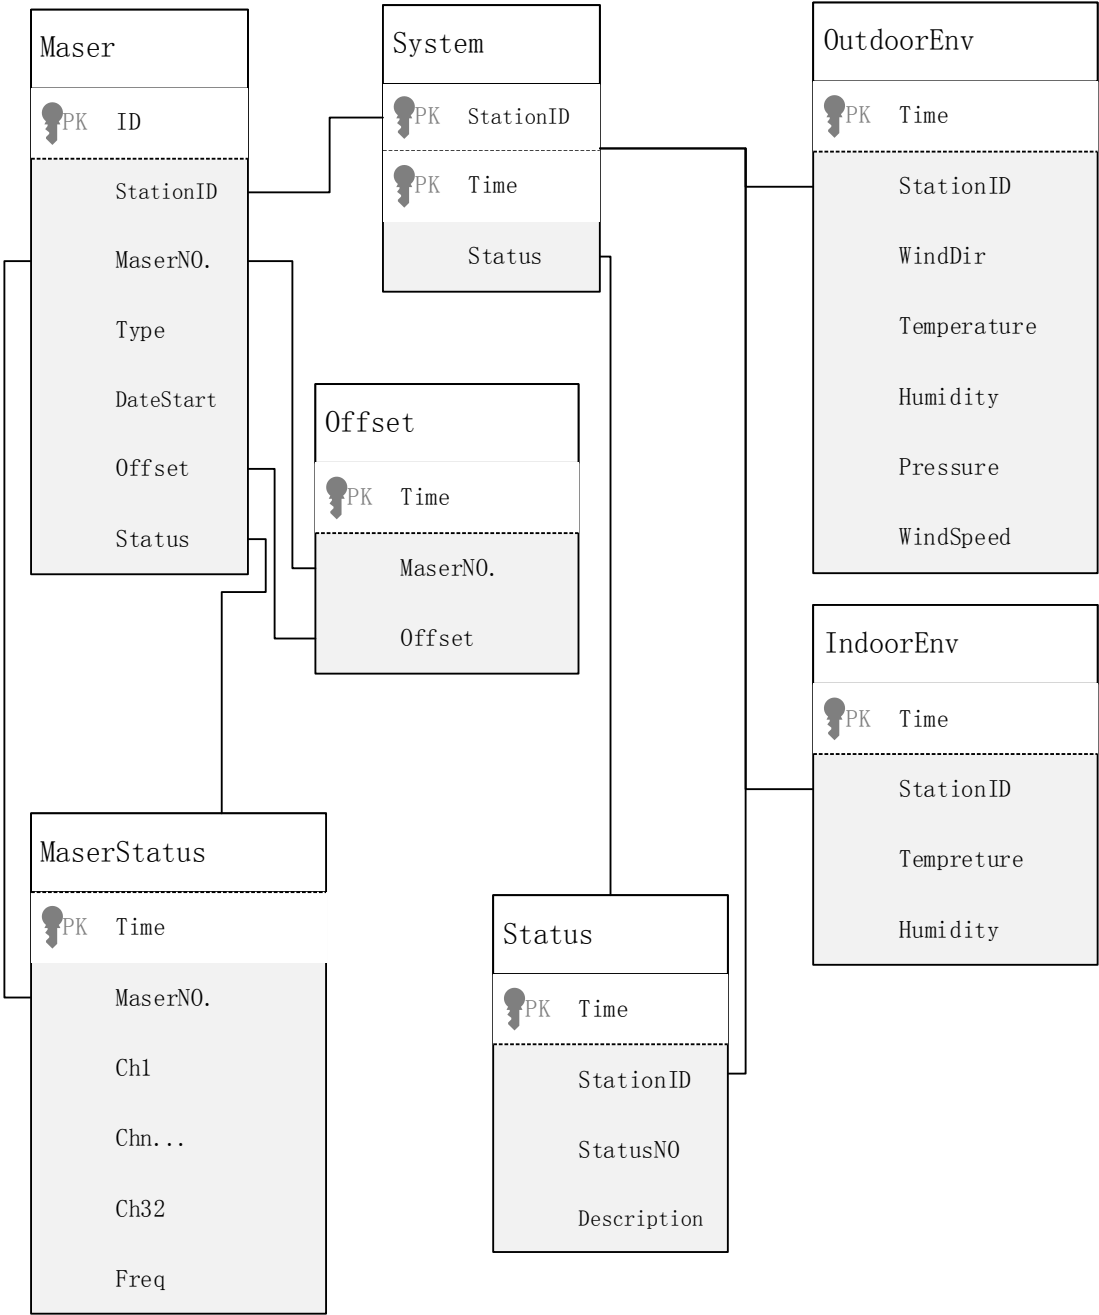 Maser
PK ID
StationID
MaserNO.
Type
DateStart
Offset
Status
System
PK StationID
PK Time
Status
OutdoorEnv
PK Time
StationID
WindDir
Temperature
Humidity
Pressure
WindSpeed
Offset
PK Time
MaserNO.
Offset
IndoorEnv
PK Time
StationID
Tempreture
Humidity
MaserStatus
PK Time
MaserNO.
Ch1
Chn...
Ch32
Freq
Status
PK Time
StationID
StatusNO
Description